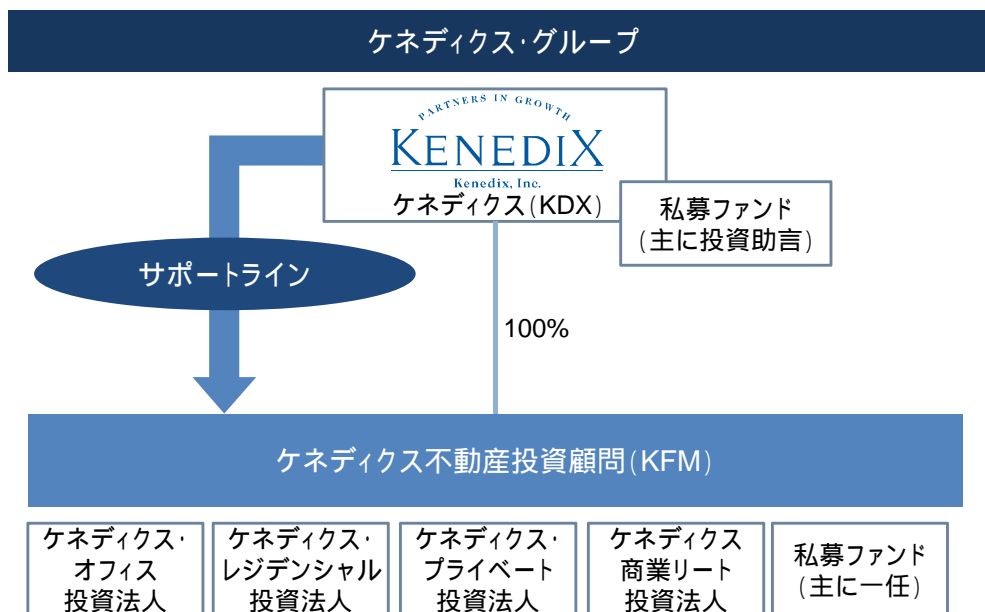 ケネディクス・グループ
PARTNERS IN GROWTH
KENEDIX
Kenedix, Inc.
ケネディクス(KDX)
私募ファンド
(主に投資助言)
サポートライン
100%
ケネディクス不動産投資顧問(KFM)
ケネディクス・
オフィス
投資法人
ケネディクス・
レジデンシャル
投資法人
ケネディクス・
プライベート
投資法人
ケネディクス
商業リート
投資法人
私募ファンド
(主に一任)